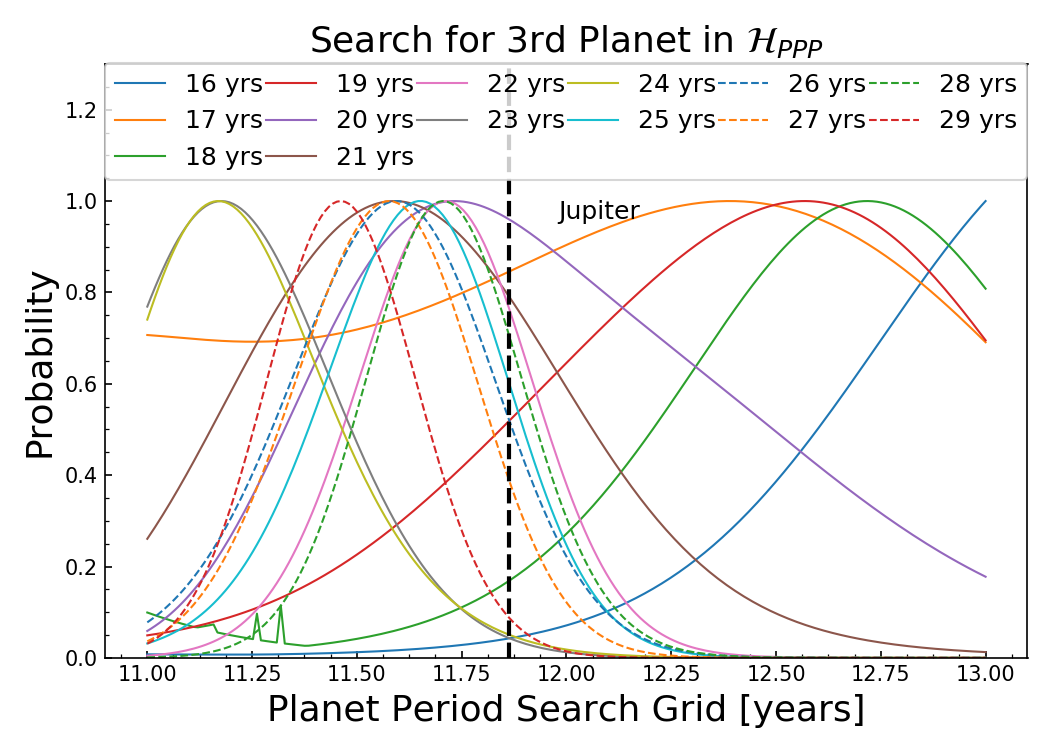 Search for 3rd Planet in ℋ_PPP
16 yrs 19 yrs 22 yrs 24 yrs 26 yrs 28 yrs
17 yrs 20 yrs 23 yrs 25 yrs 27 yrs 29 yrs
18 yrs 21 yrs
Jupiter
Probability
1.2
1.0
0.8
0.6
0.4
0.2
0.0
11.00 11.25 11.50 11.75 12.00 12.25 12.50 12.75 13.00
Planet Period Search Grid [years]